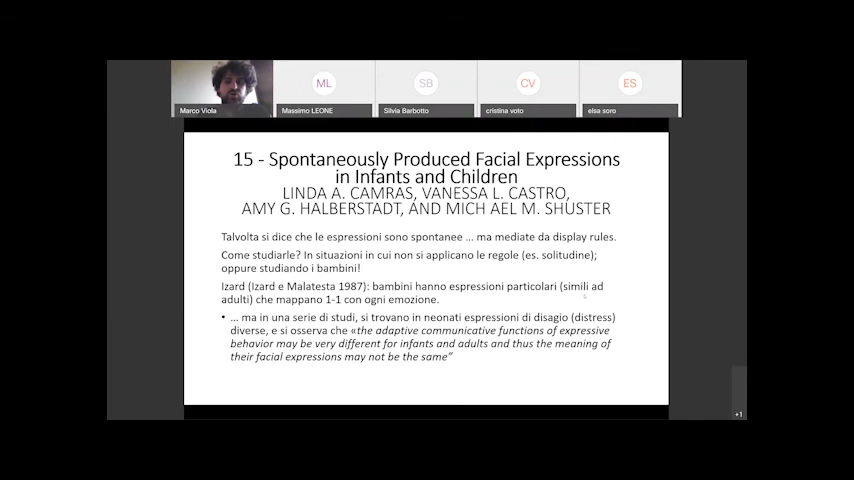 ML
SB
CV
ES
Marco Viola
Massimo LEONE
Silvia Barbotto
cristina voto
elsa soro
15 - Spontaneously Produced Facial Expressions
in Infants and Children
LINDA A. CAMRAS, VANESSA L. CASTRO,
AMY G. HALBERSTADT, AND MICH AEL M. SHUSTER
Talvolta si dice che le espressioni sono spontanee ... ma mediate da display rules.
Come studiarle? In situazioni in cui non si applicano le regole (es. solitudine);
oppure studiando i bambini!
Izard (Izard e Malatesta 1987): bambini hanno espressioni particolari (simili ad
adulti) che mappano 1-1 con ogni emozione.
• ... ma in una serie di studi, si trovano in neonati espressioni di disagio (distress)
diverse, e si osserva che «the adaptive communicative functions of expressive
behavior may be very different for infants and adults and thus the meaning of
their facial expressions may not be the same”
+1